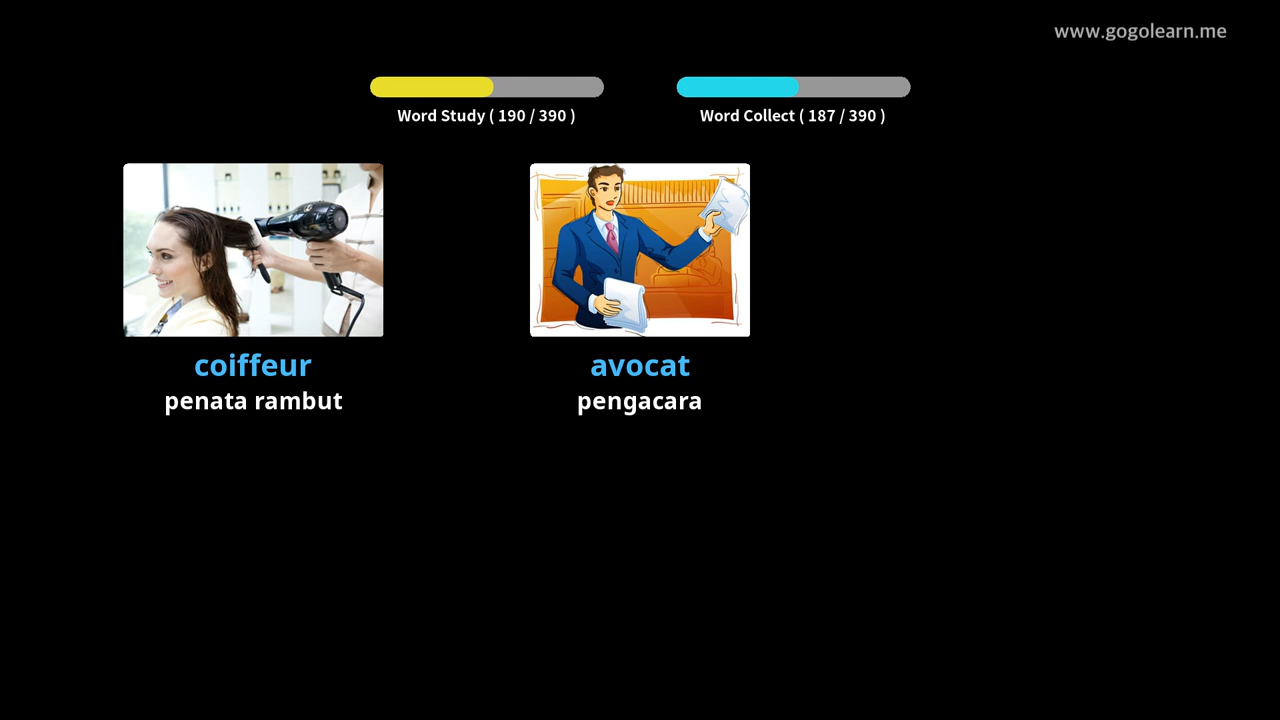 www.gogolearn.me
Word Study ( 190 / 390 )
Word Collect ( 187 / 390 )
coiffeur
penata rambut
avocat
pengacara